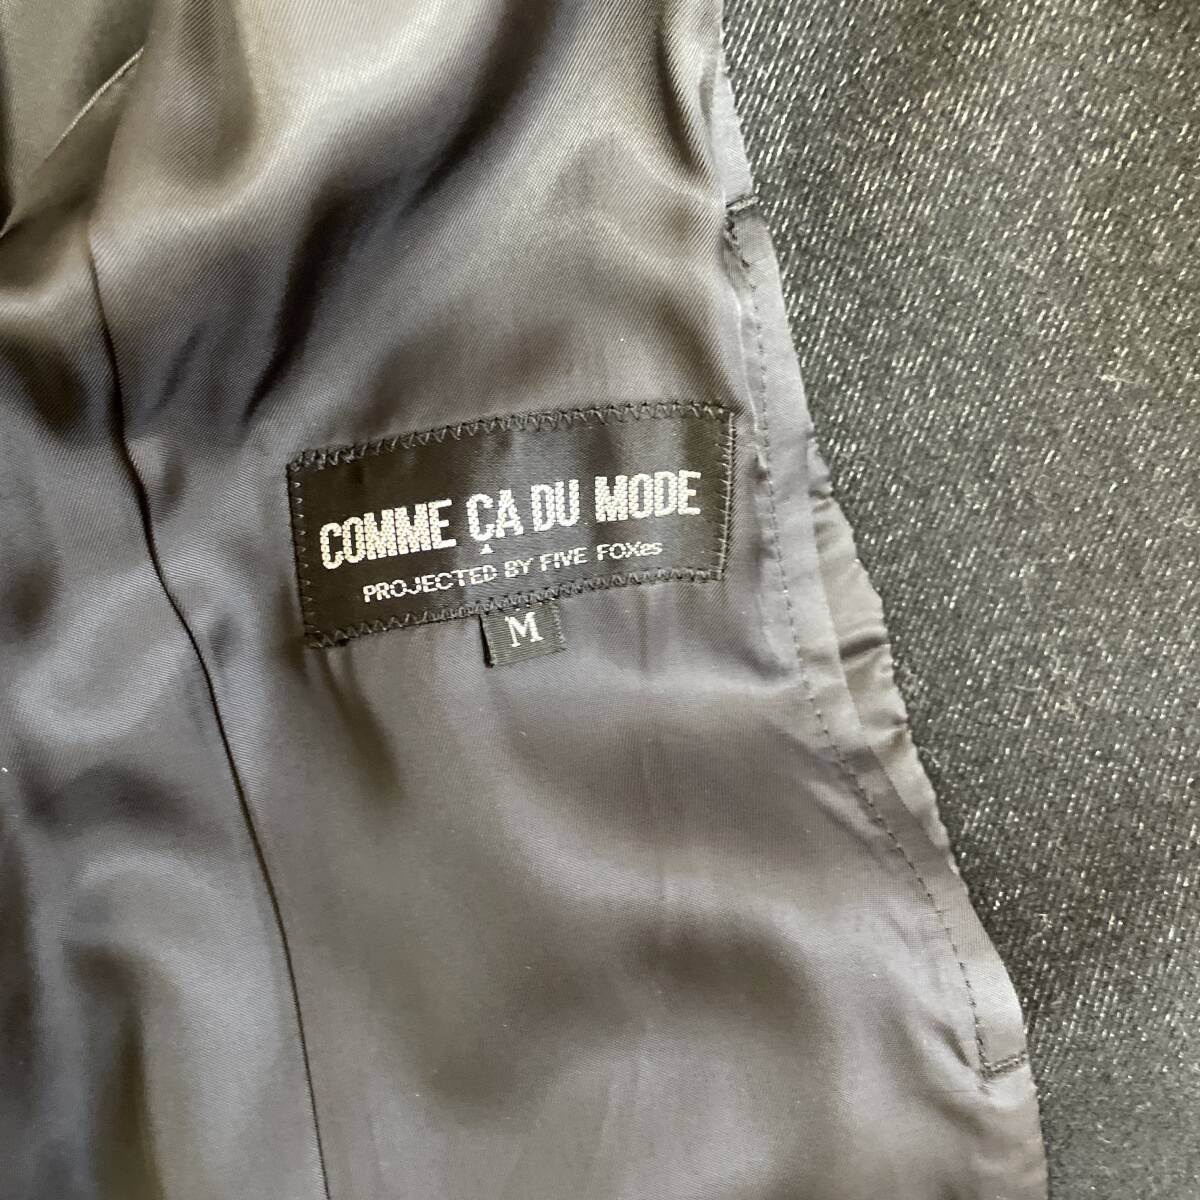 COMME ÇA DU MODE
PROJECTED BY FIVE FOXes
M